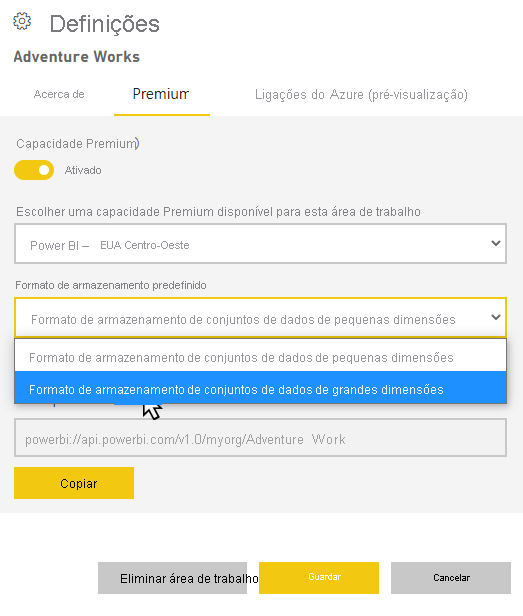 Definições
Adventure Works
Acerca de Premium Ligações do Azure (pré-visualização)
Capacidade Premium)
Ativado
Escolher uma capacidade Premium disponível para esta área de trabalho
Power BI – EUA Centro-Oeste
Formato de armazenamento predefinido
Formato de armazenamento de conjuntos de dados de pequenas dimensões
Formato de armazenamento de conjuntos de dados de pequenas dimensões
Formato de armazenamento de conjuntos de dados de grandes dimensões
powerbi://api.powerbi.com/v1.0/myorg/Adventure Work
Copiar
Eliminar área de trabalho Guardar Cancelar